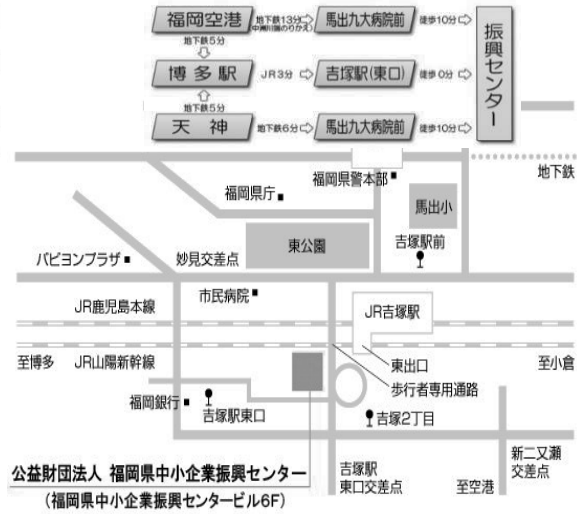 福岡空港 地下鉄13分 (中洲川端のりかえ) 馬出九大病院前 徒歩10分
振興センター
地下鉄5分
博多駅 JR3分 吉塚駅(東口) 徒歩0分
地下鉄5分
天神 地下鉄6分 馬出九大病院前 徒歩10分
地下鉄
福岡県警本部
福岡県庁
馬出小
東公園
吉塚駅前
パピヨンプラザ
妙見交差点
市民病院
JR鹿児島本線
JR吉塚駅
至博多
JR山陽新幹線
東出口
至小倉
歩行者専用通路
福岡銀行
吉塚駅東口
吉塚2丁目
公益財団法人 福岡県中小企業振興センター
(福岡県中小企業振興センタービル6F)
吉塚駅
東口交差点
至空港
新二又瀬
交差点